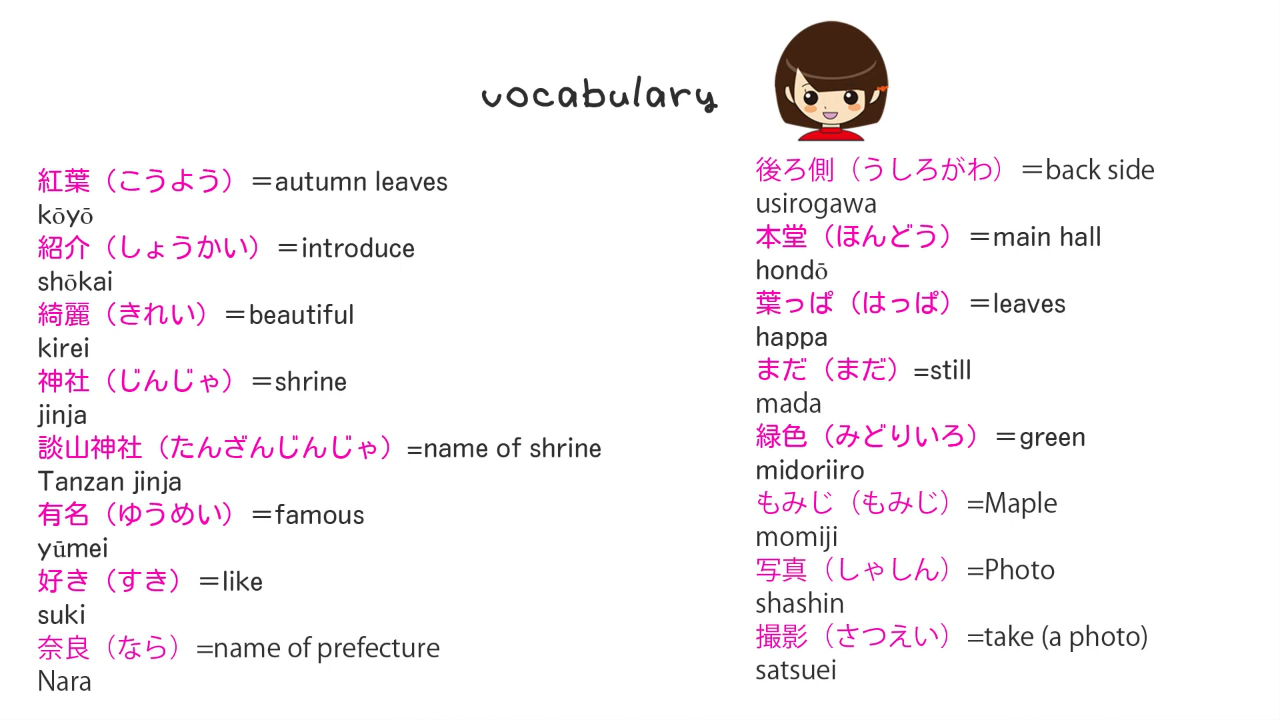 vocabulary
紅葉（こうよう）＝autumn leaves
kōyō
紹介（しょうかい）＝introduce
shōkai
綺麗（きれい）＝beautiful
kirei
神社（じんじゃ）＝shrine
jinja
談山神社（たんざんじんじゃ）=name of shrine
Tanzan jinja
有名（ゆうめい）＝famous
yūmei
好き（すき）＝like
suki
奈良（なら）=name of prefecture
Nara
後ろ側（うしろがわ）＝back side
usirogawa
本堂（ほんどう）＝main hall
hondō
葉っぱ（はっぱ）＝leaves
happa
まだ（まだ）=still
mada
緑色（みどりいろ）＝green
midoriiro
もみじ（もみじ）=Maple
momiji
写真（しゃしん）=Photo
shashin
撮影（さつえい）=take (a photo)
satsuei